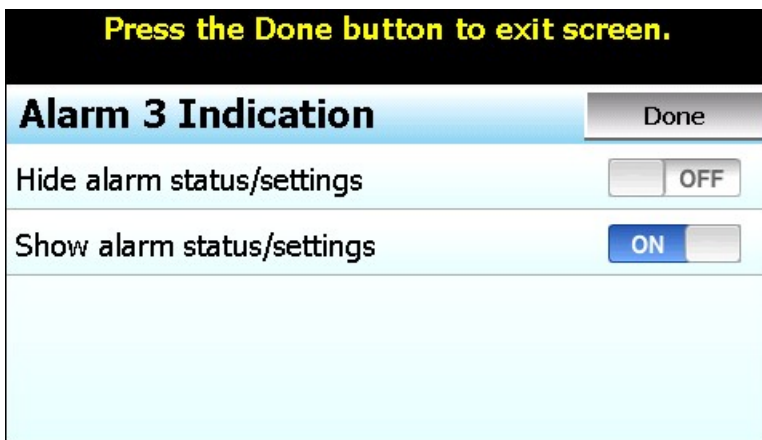 Press the Done button to exit screen.
Alarm 3 Indication
Done
Hide alarm status/settings
OFF
Show alarm status/settings
ON